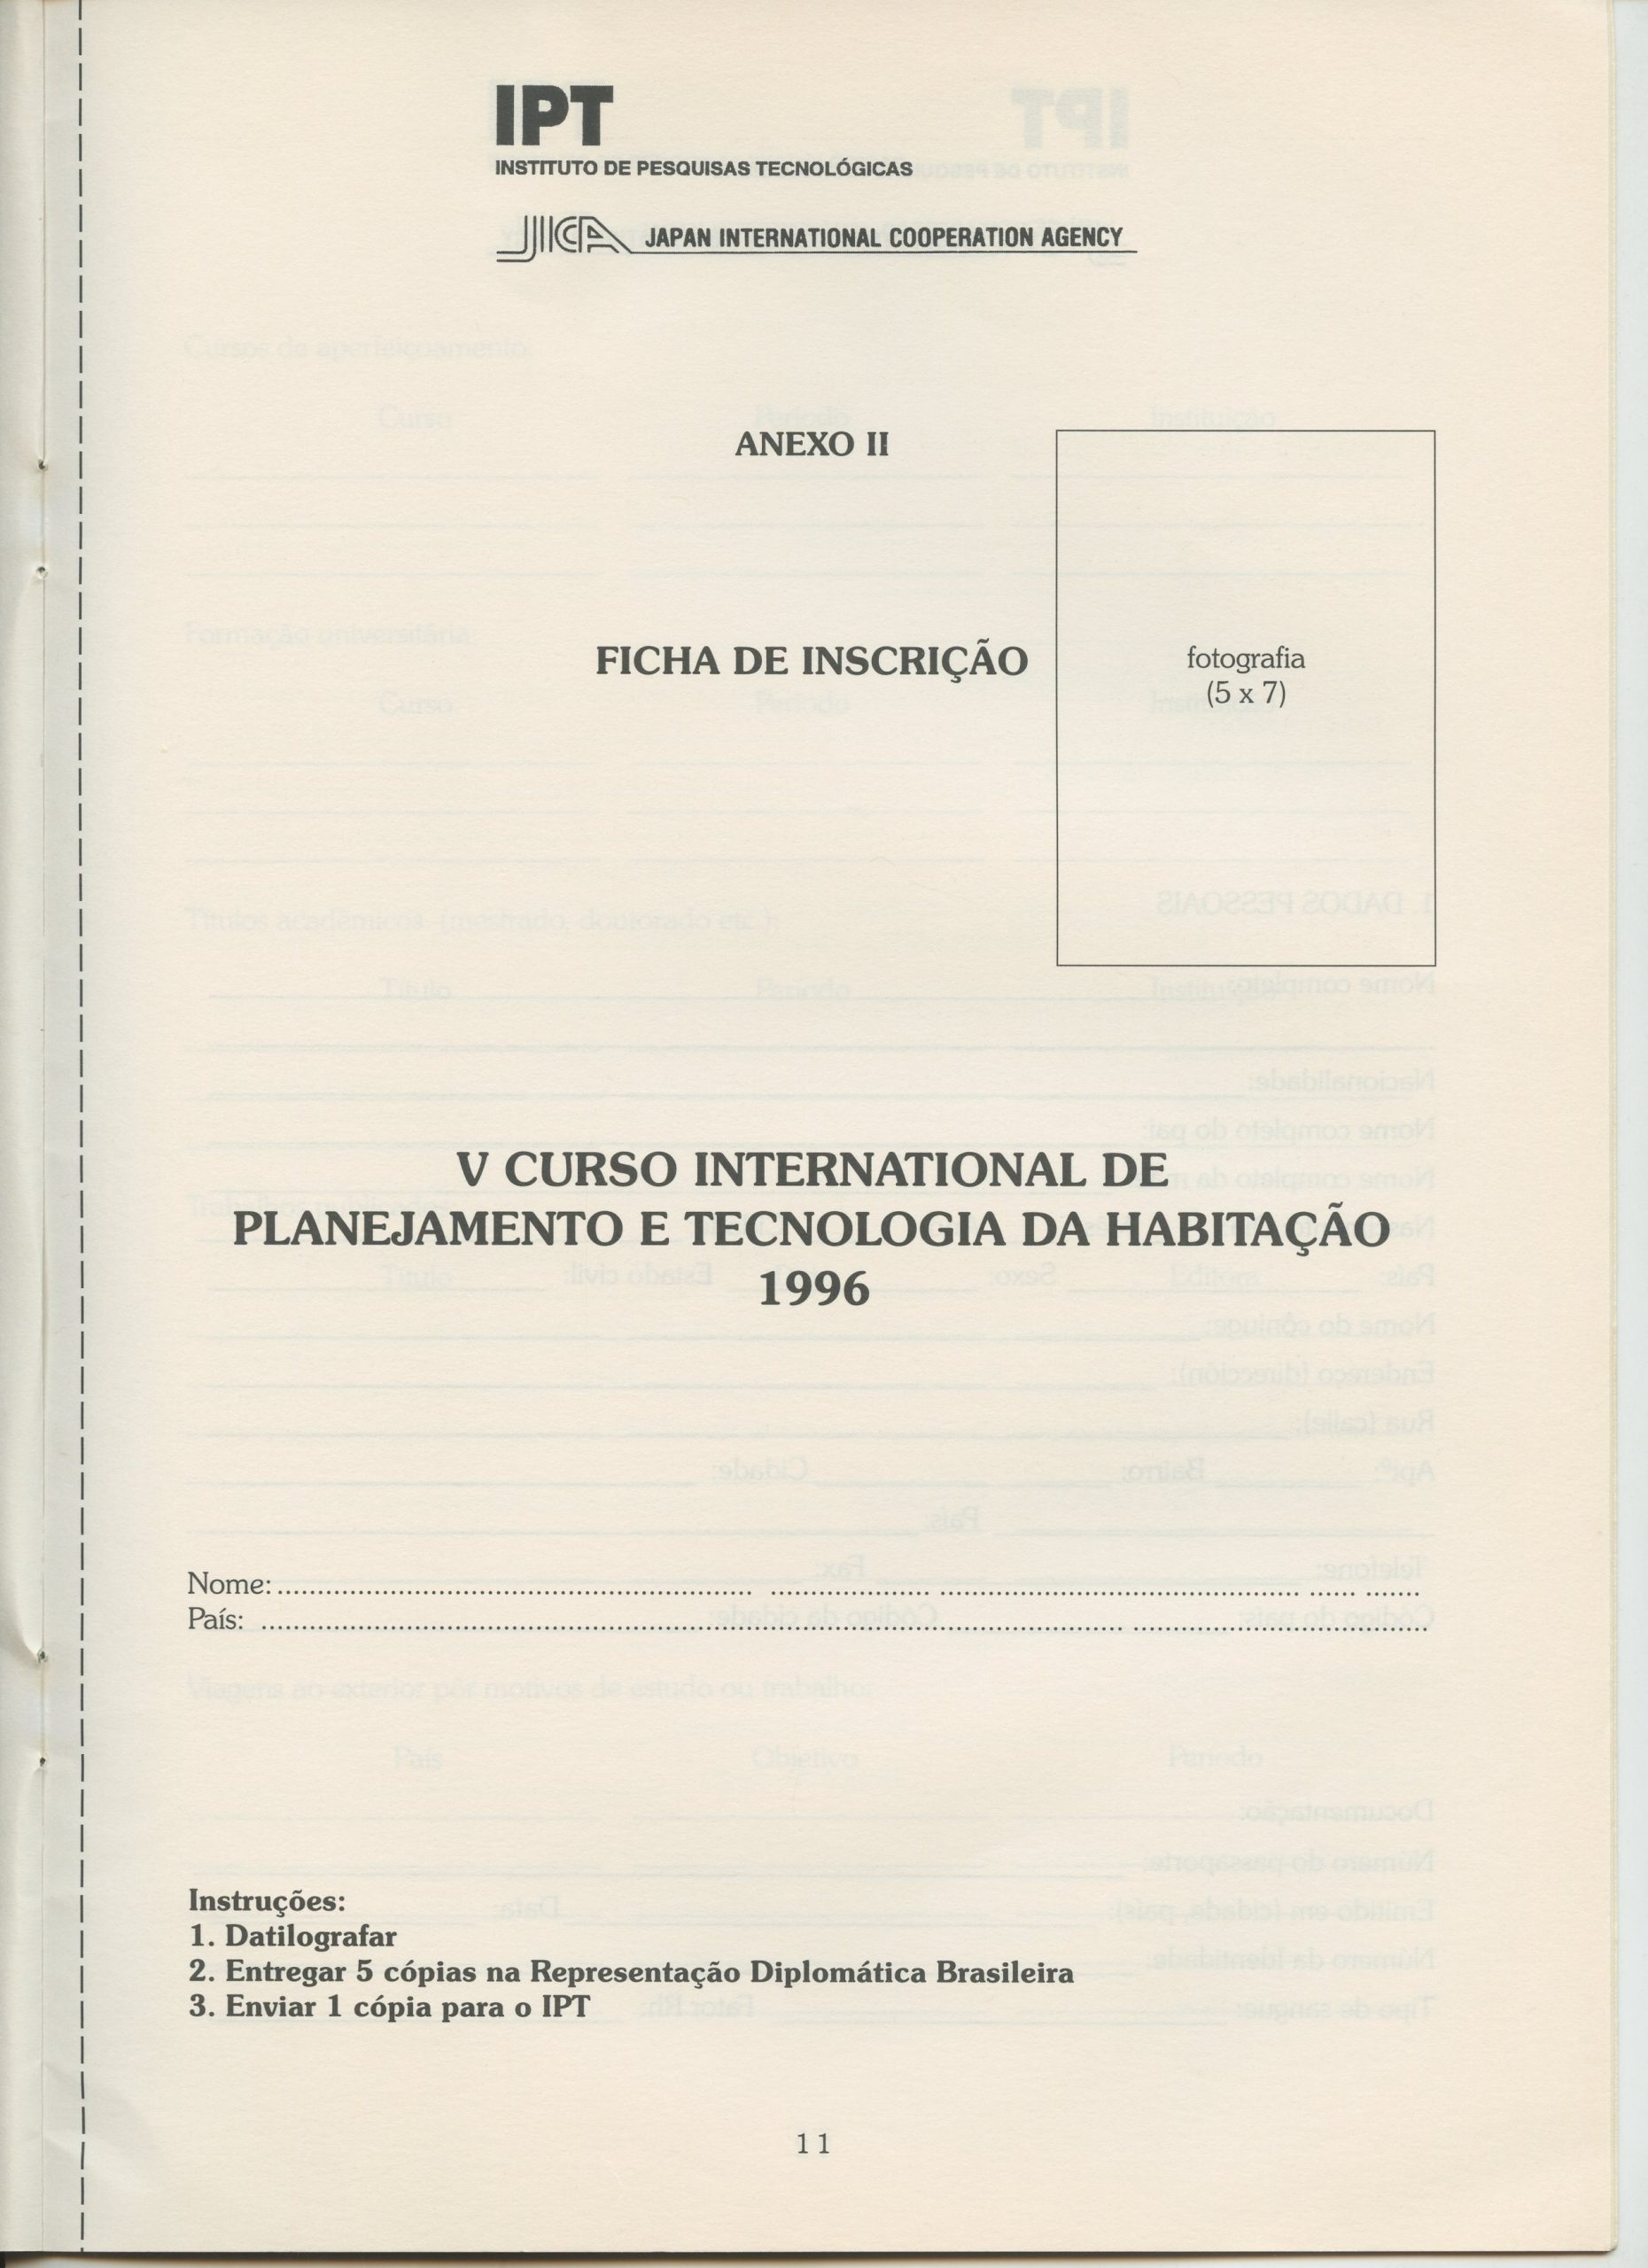 IPT
INSTITUTO DE PESQUISAS TECNOLÓGICAS
JICA JAPAN INTERNATIONAL COOPERATION AGENCY
ANEXO II
FICHA DE INSCRIÇÃO
fotografia
(5 x 7)
V CURSO INTERNATIONAL DE
PLANEJAMENTO E TECNOLOGIA DA HABITAÇÃO
1996
Nome:
País:
Instruções:
1. Datilografar
2. Entregar 5 cópias na Representação Diplomática Brasileira
3. Enviar 1 cópia para o IPT
11